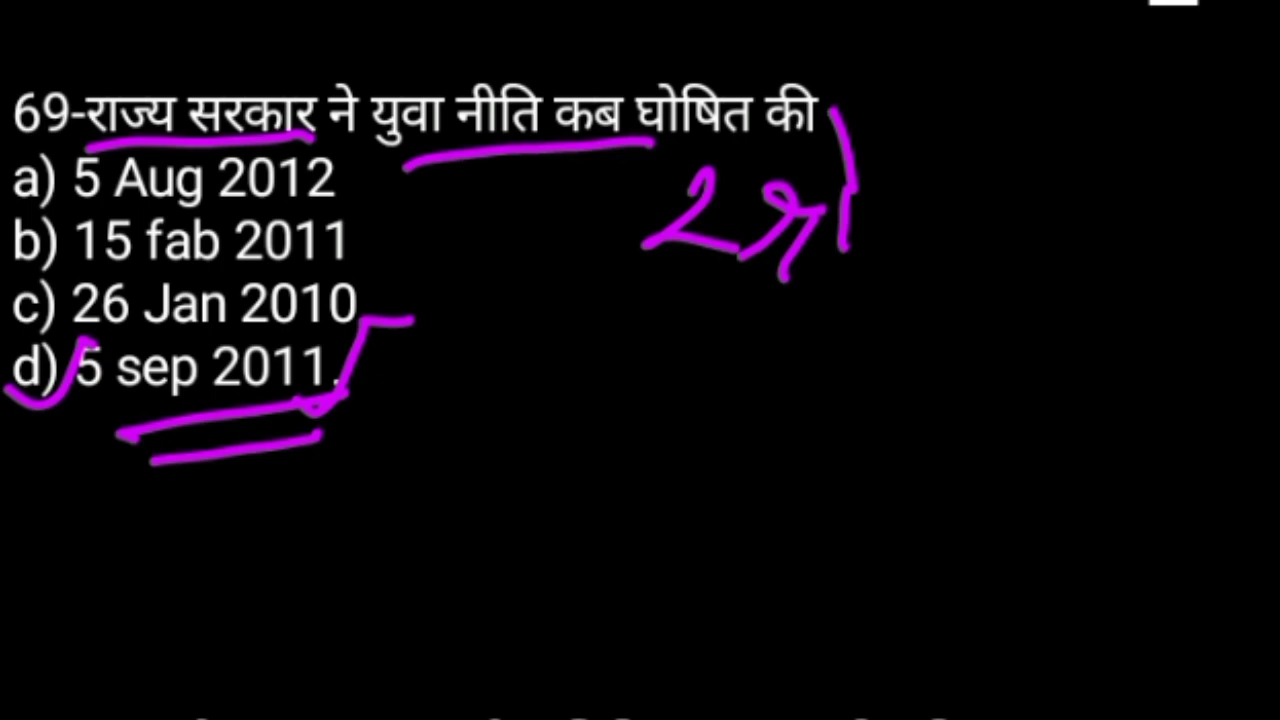 69-राज्य सरकार ने युवा नीति कब घोषित की
a) 5 Aug 2012
b) 15 fab 2011
c) 26 Jan 2010
d) 5 sep 2011.